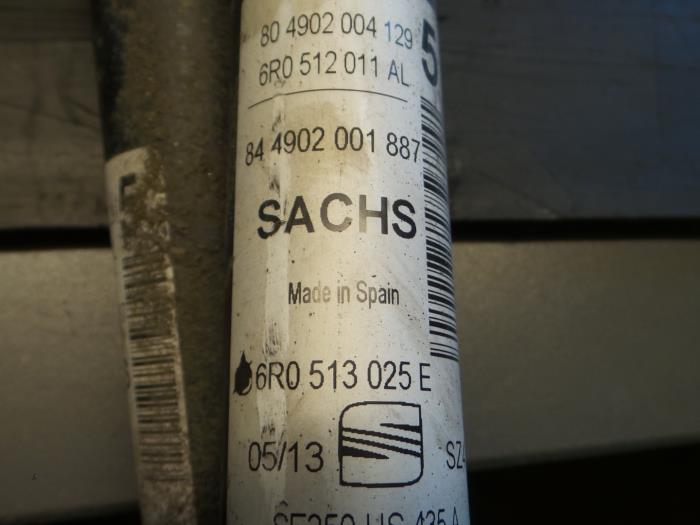 80 4902 004 129
5
6R0 512 011 AL
84 4902 001 887
SACHS
Made in Spain
6R0 513 025 E
05/13